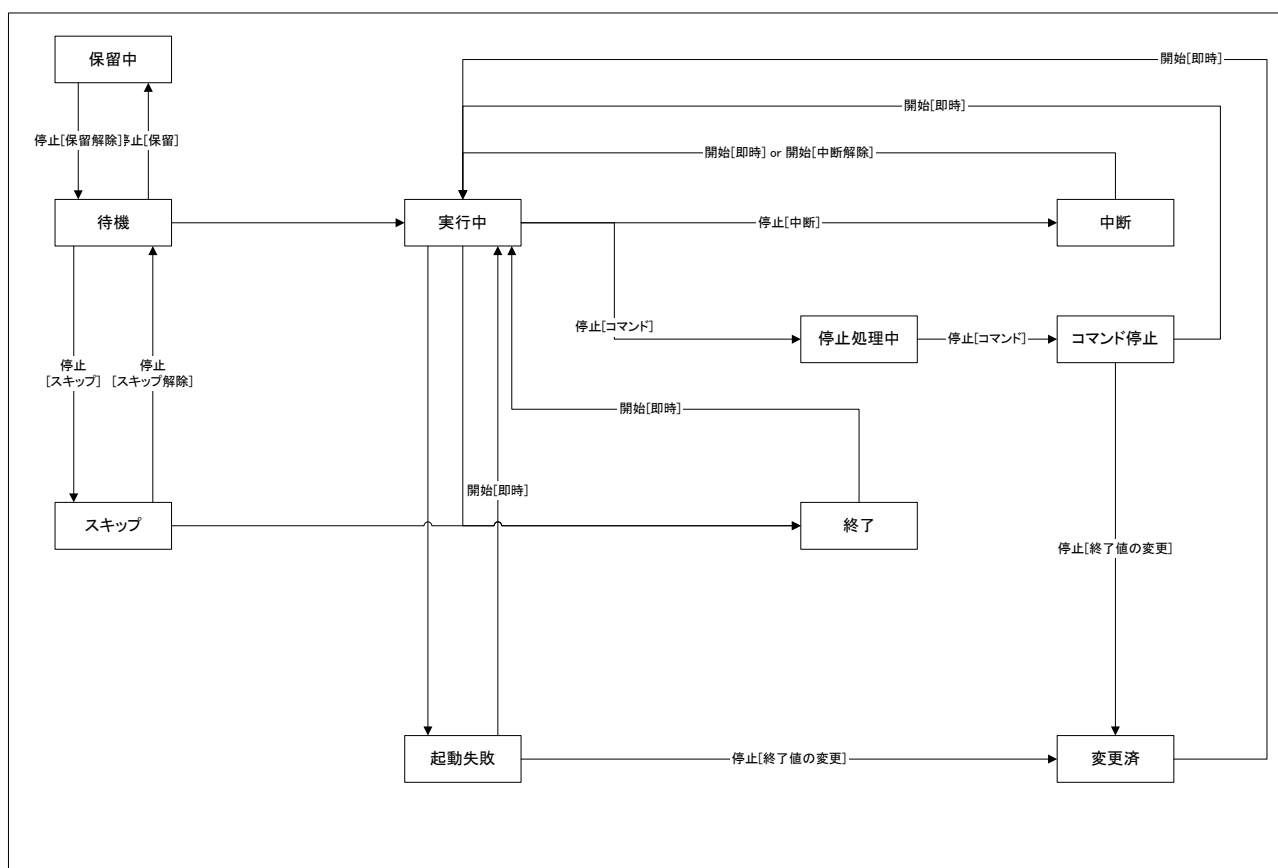 保留中
開始[即時]
開始[即時]
停止[保留解除]
停止[保留]
開始[即時] or 開始[中断解除]
待機
実行中
停止[中断]
中断
停止[コマンド]
停止処理中
停止[コマンド]
コマンド停止
停止
[スキップ]
停止
[スキップ解除]
開始[即時]
開始[即時]
スキップ
終了
停止[終了値の変更]
起動失敗
停止[終了値の変更]
変更済